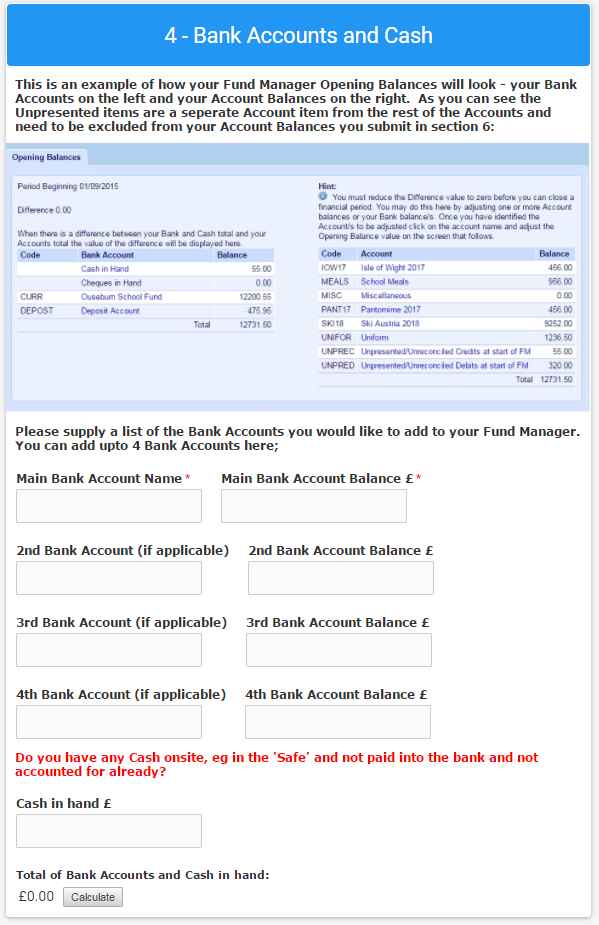 4 - Bank Accounts and Cash
This is an example of how your Fund Manager Opening Balances will look - your Bank
Accounts on the left and your Account Balances on the right.  As you can see the
Unpresented items are a seperate Account item from the rest of the Accounts and
need to be excluded from your Account Balances you submit in section 6:
Opening Balances
Period Beginning 01/09/2015
Difference 0.00
When there is a difference between your Bank and Cash total and your
Accounts total the value of the difference will be displayed here.
Code Bank Account Balance
Cash in Hand 55.00
Cheques in Hand 0.00
CURR Ouseburn School Fund 12200.55
DEPOST Deposit Account 475.95
Total 12731.50
Hint:
You must reduce the Difference value to zero before you can close a
financial period. You may do this here by adjusting one or more Account
balances or your Bank balance/s. Once you have identified the
Account/s to be adjusted click on the account name and adjust the
Opening Balance value on the screen that follows.
Code Account Balance
IOW17 Isle of Wight 2017 456.00
MEALS School Meals 956.00
MISC Miscellaneous 0.00
PANT17 Pantomime 2017 456.00
SKI18 Ski Austria 2018 9252.00
UNIFOR Uniform 1236.50
UNPREC Unpresented/Unreconciled Credits at start of FM 55.00
UNPRED Unpresented/Unreconciled Debits at start of FM 320.00
Total 12731.50
Please supply a list of the Bank Accounts you would like to add to your Fund Manager.
You can add upto 4 Bank Accounts here;
Main Bank Account Name * Main Bank Account Balance £ *
2nd Bank Account (if applicable) 2nd Bank Account Balance £
3rd Bank Account (if applicable) 3rd Bank Account Balance £
4th Bank Account (if applicable) 4th Bank Account Balance £
Do you have any Cash onsite, eg in the 'Safe' and not paid into the bank and not
accounted for already?
Cash in hand £
Total of Bank Accounts and Cash in hand:
£0.00 Calculate